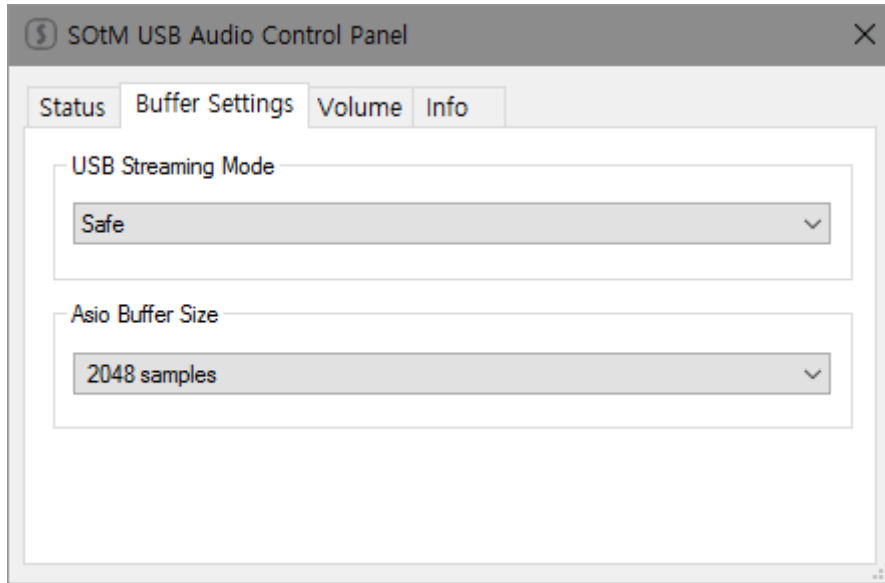 SOtM USB Audio Control Panel
Status Buffer Settings Volume Info
USB Streaming Mode
Safe
Asio Buffer Size
2048 samples